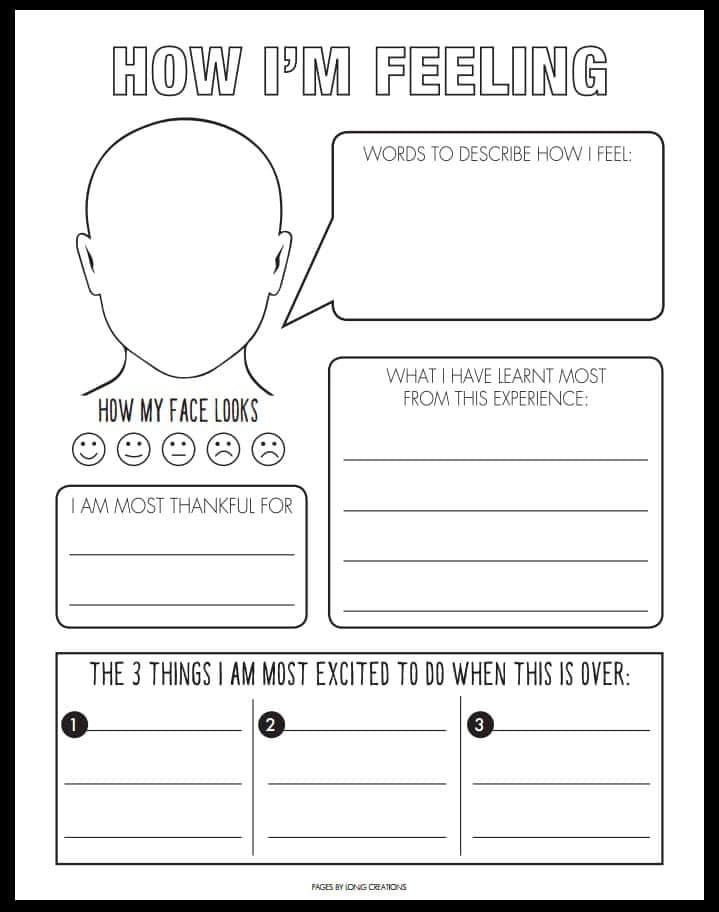 HOW I'M FEELING
WORDS TO DESCRIBE HOW I FEEL:
HOW MY FACE LOOKS
WHAT I HAVE LEARNT MOST
FROM THIS EXPERIENCE:
I AM MOST THANKFUL FOR
THE 3 THINGS I AM MOST EXCITED TO DO WHEN THIS IS OVER:
1
2
3
PAGES BY LONG CREATIONS